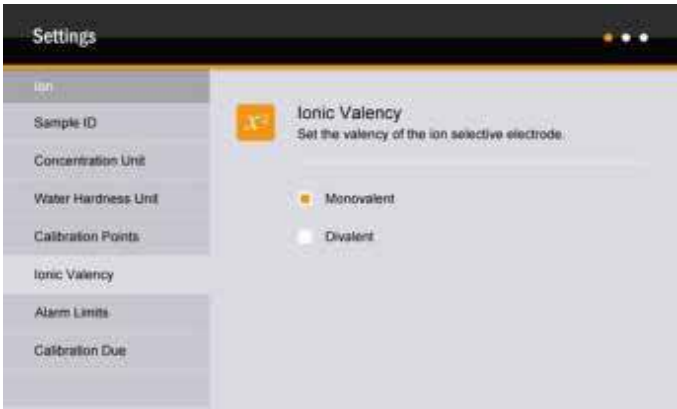 Settings
Ion
Sample ID
Concentration Unit
Water Hardness Unit
Calibration Points
Ionic Valency
Alarm Limits
Calibration Due
Ionic Valency
Set the valency of the ion selective electrode.
Monovalent
Divalent